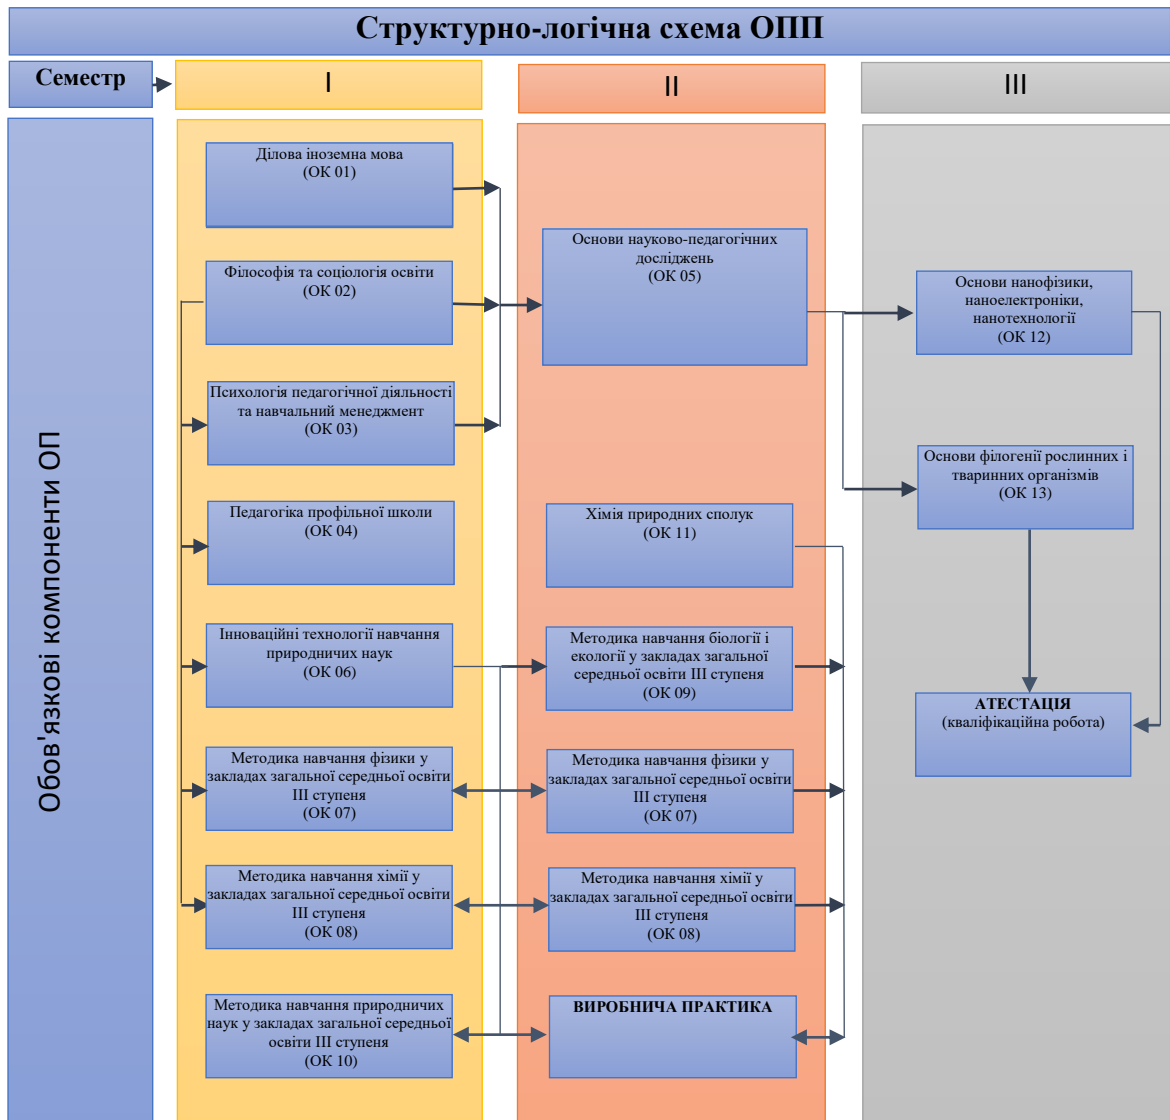 Структурно-логічна схема ОПП
Семестр
I
II
III
Обов'язкові компоненти ОП
Ділова іноземна мова
(ОК 01)
Філософія та соціологія освіти
(ОК 02)
Психологія педагогічної діяльності
та навчальний менеджмент
(ОК 03)
Педагогіка профільної школи
(ОК 04)
Інноваційні технології навчання
природничих наук
(ОК 06)
Методика навчання фізики у
закладах загальної середньої освіти
ІІІ ступеня
(ОК 07)
Методика навчання хімії у
закладах загальної середньої освіти
ІІІ ступеня
(ОК 08)
Методика навчання природничих
наук у закладах загальної середньої
освіти ІІІ ступеня
(ОК 10)
Основи науково-педагогічних
досліджень
(ОК 05)
Хімія природних сполук
(ОК 11)
Методика навчання біології і
екології у закладах загальної
середньої освіти ІІІ ступеня
(ОК 09)
Методика навчання фізики у
закладах загальної середньої освіти
ІІІ ступеня
(ОК 07)
Методика навчання хімії у
закладах загальної середньої освіти
ІІІ ступеня
(ОК 08)
ВИРОБНИЧА ПРАКТИКА
Основи нанофізики,
наноелектроніки,
нанотехнології
(ОК 12)
Основи філогенії рослинних і
тваринних організмів
(ОК 13)
АТЕСТАЦІЯ
(кваліфікаційна робота)